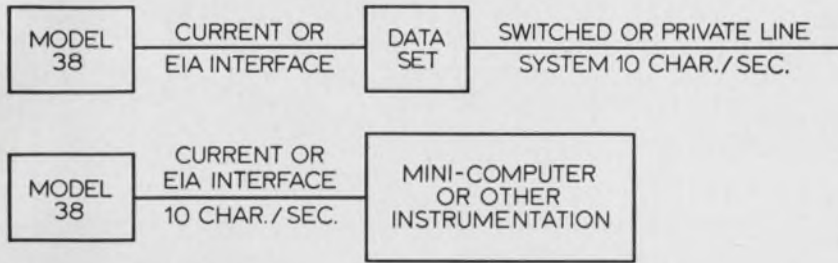 MODEL
38
CURRENT OR
EIA INTERFACE
DATA
SET
SWITCHED OR PRIVATE LINE
SYSTEM 10 CHAR./SEC.
MODEL
38
CURRENT OR
EIA INTERFACE
10 CHAR./SEC.
MINI-COMPUTER
OR OTHER
INSTRUMENTATION